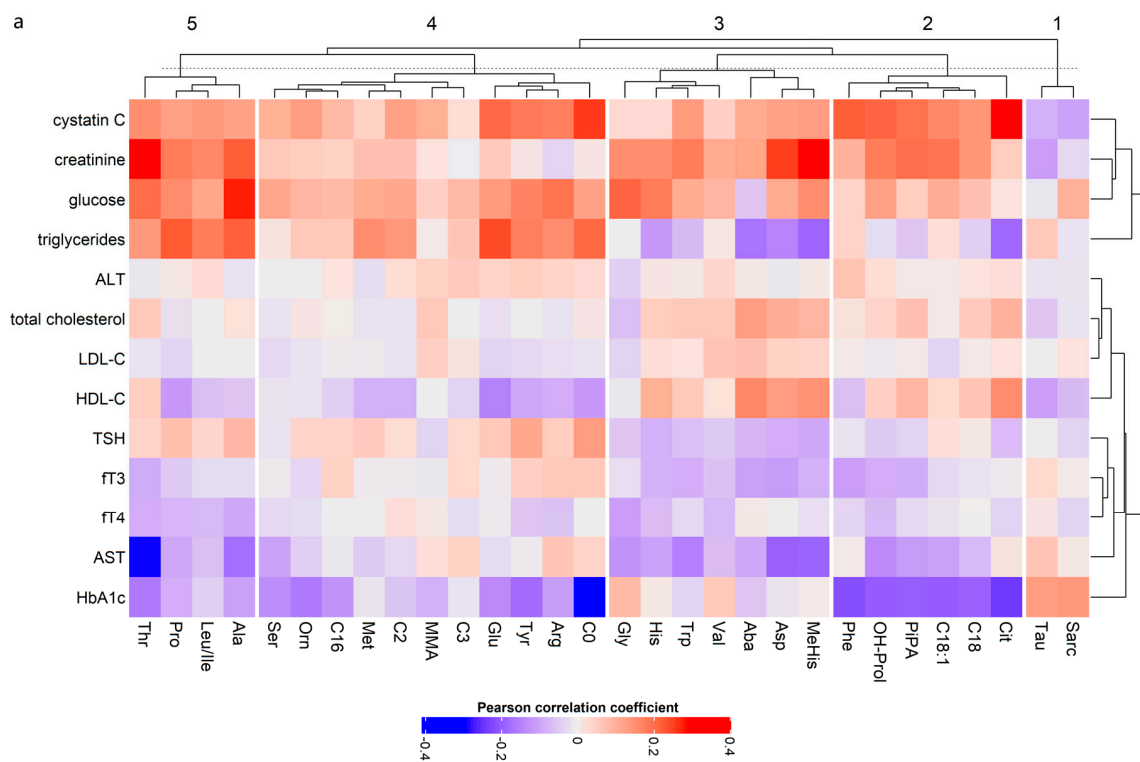 a
5 4 3 2 1
cystatin C
creatinine
glucose
triglycerides
ALT
total cholesterol
LDL-C
HDL-C
TSH
fT3
fT4
AST
HbA1c
Thr Pro Leu/Ile Ala Ser Orn C16 Met C2 MMA C3 Glu Tyr Arg C0 Gly His Trp Val Aba Asp MeHis Phe OH-Prol PiPA C18:1 C18 Cit Tau Sarc
Pearson correlation coefficient
-0.4 -0.2 0 0.2 0.4